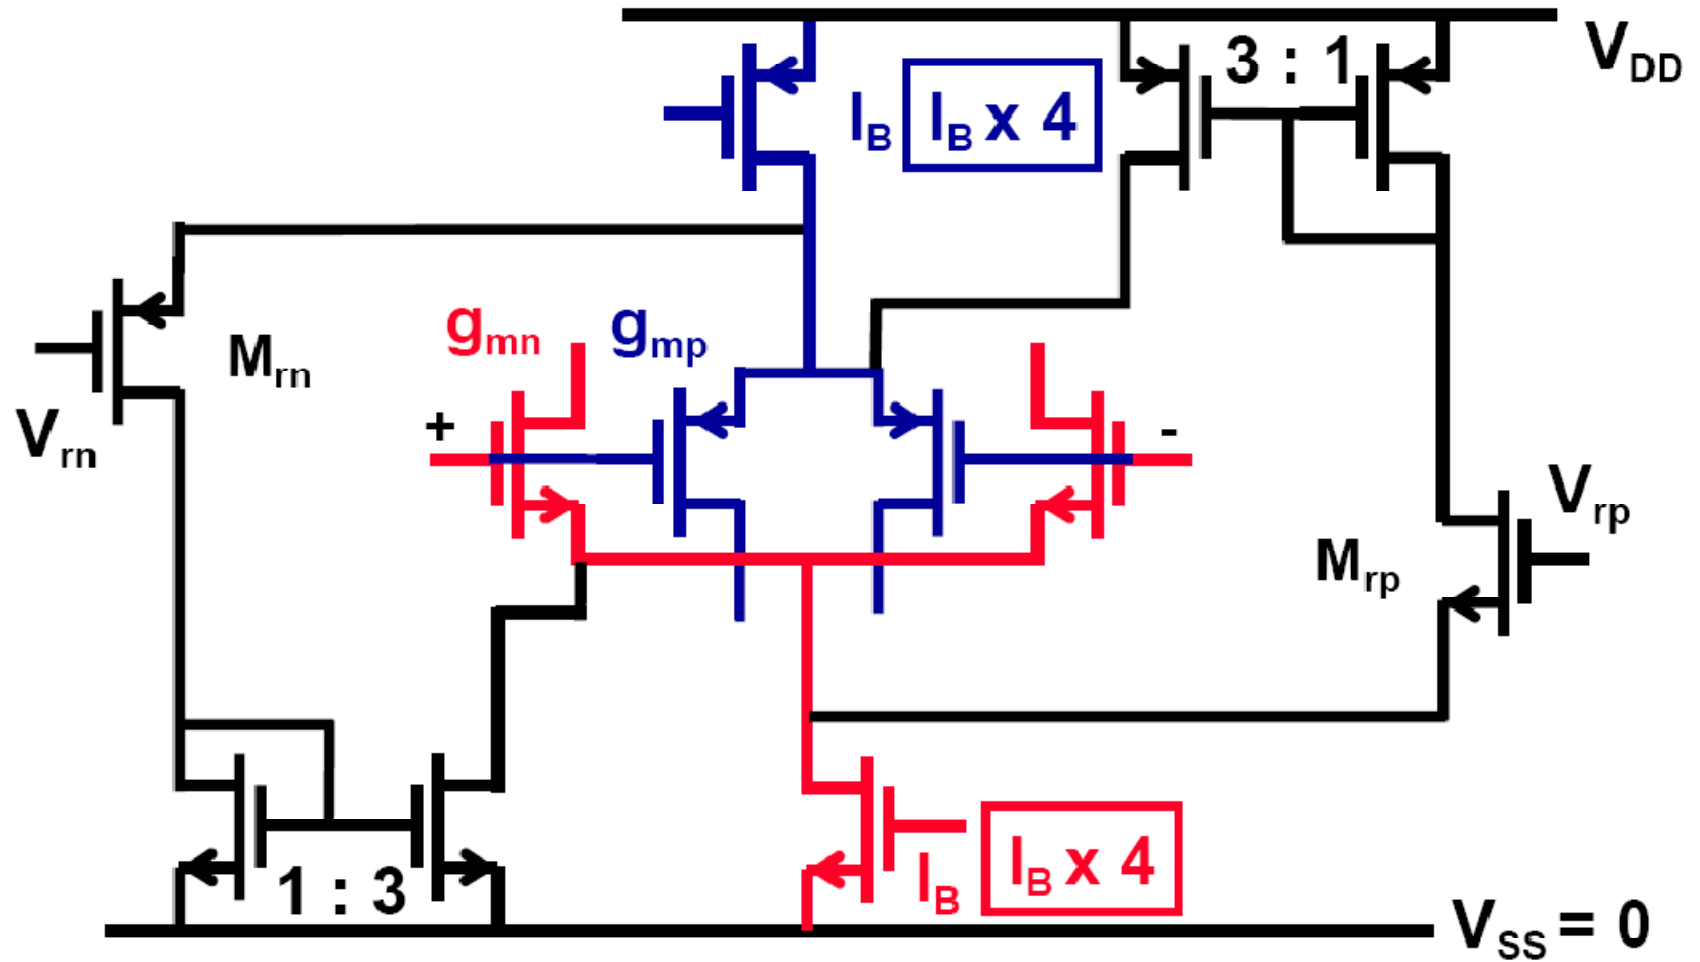 3 : 1
V_DD
I_B
I_B x 4
g_mn
g_mp
M_rn
V_rn
+
-
V_rp
M_rp
1 : 3
I_B
I_B x 4
V_SS = 0